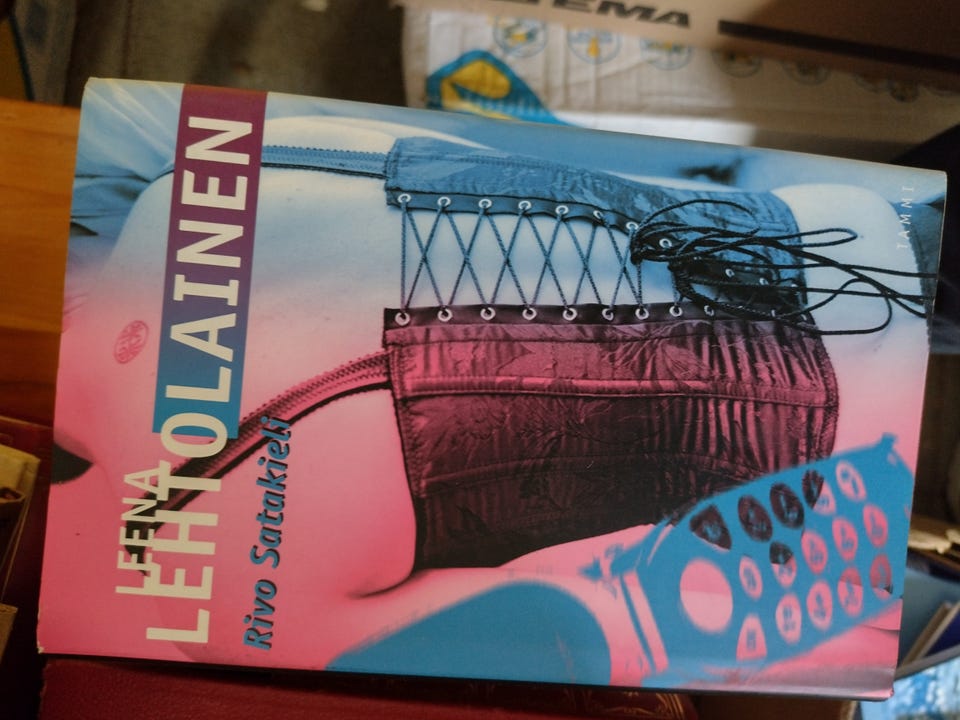 LEENA
LEHTOLAINEN
Rivo Satakieli
TAMMI